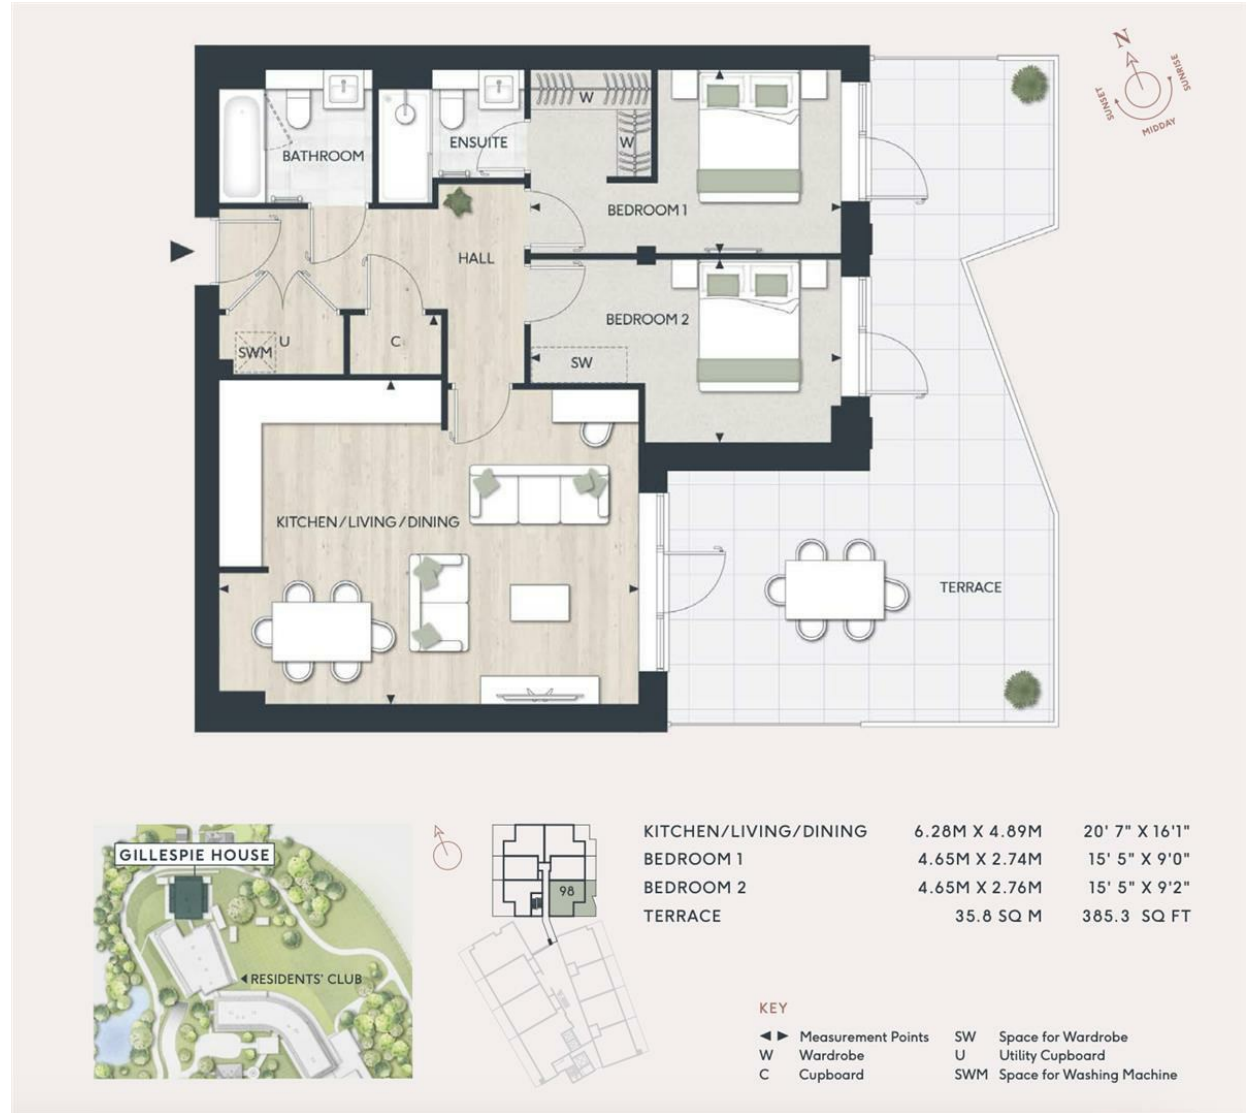 N
SUNRISE
SUNSET
MIDDAY
W
BATHROOM
ENSUITE
W
BEDROOM 1
HALL
BEDROOM 2
U
SWM
C
SW
KITCHEN/LIVING/DINING
TERRACE
GILLESPIE HOUSE
RESIDENTS' CLUB
98
KITCHEN/LIVING/DINING 6.28M X 4.89M 20' 7" X 16'1"
BEDROOM 1 4.65M X 2.74M 15' 5" X 9'0"
BEDROOM 2 4.65M X 2.76M 15' 5" X 9'2"
TERRACE 35.8 SQ M 385.3 SQ FT
KEY
Measurement Points SW Space for Wardrobe
W Wardrobe U Utility Cupboard
C Cupboard SWM Space for Washing Machine